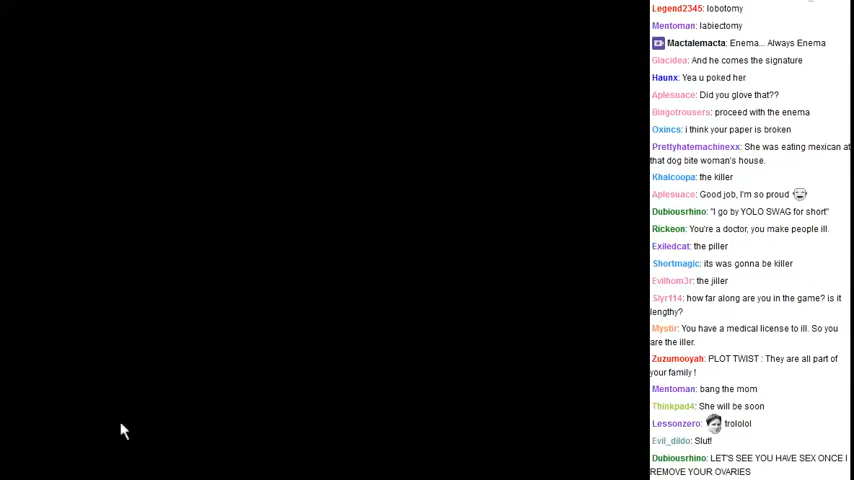 Legend2345: lobotomy
Mentoman: labiectomy
Mactalemacta: Enema... Always Enema
Glacidea: And he comes the signature
Haunx: Yea u poked her
Aplesuace: Did you glove that??
Bingotrousers: proceed with the enema
Oxincs: i think your paper is broken
Prettyhatemachinexx: She was eating mexican at
that dog bite woman's house.
Khaicoopa: the killer
Aplesuace: Good job, I'm so proud
Dubiousrhino: "I go by YOLO SWAG for short"
Rickeon: You're a doctor, you make people ill.
Exiledcat: the piller
Shortmagic: its was gonna be killer
Evilhom3r: the jiller
Slyr114: how far along are you in the game? is it
lengthy?
Mystir: You have a medical license to ill. So you
are the iller.
Zuzumooyah: PLOT TWIST : They are all part of
your family !
Mentoman: bang the mom
Thinkpad4: She will be soon
Lessonzero: trololol
Evil_dildo: Slut!
Dubiousrhino: LET'S SEE YOU HAVE SEX ONCE I
REMOVE YOUR OVARIES